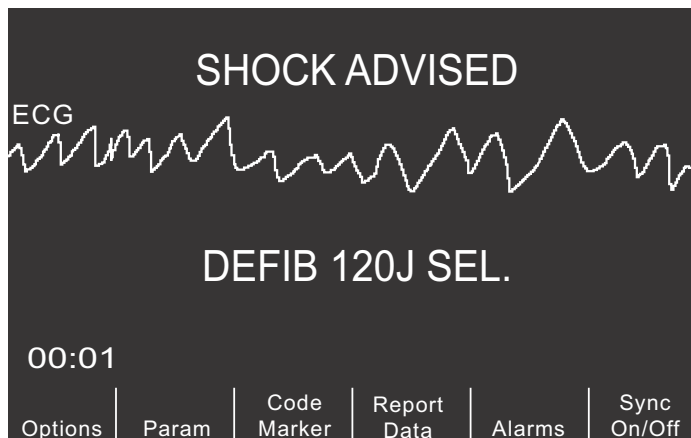 SHOCK ADVISED
ECG
DEFIB 120J SEL.
00:01
Options
Param
Code
Marker
Report
Data
Alarms
Sync
On/Off